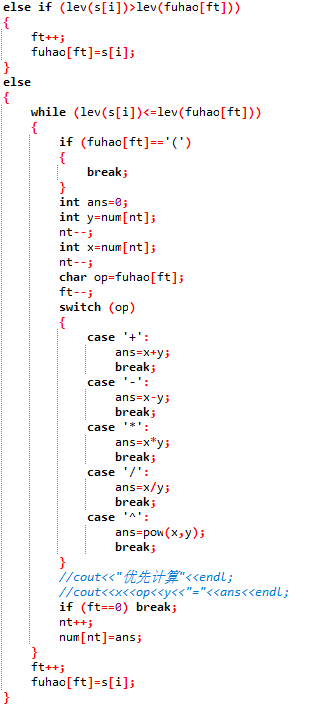 else if (lev(s[i])>lev(fuhao[ft]))
{
ft++;
fuhao[ft]=s[i];
}
else
{
while (lev(s[i])<=lev(fuhao[ft]))
{
if (fuhao[ft]=='(')
{
break;
}
int ans=0;
int y=num[nt];
nt--;
int x=num[nt];
nt--;
char op=fuhao[ft];
ft--;
switch (op)
{
case '+':
ans=x+y;
break;
case '-':
ans=x-y;
break;
case '*':
ans=x*y;
break;
case '/':
ans=x/y;
break;
case '^':
ans=pow(x,y);
break;
}
//cout<<"优先计算"<<endl;
//cout<<x<<op<<y<<"="<<ans<<endl;
if (ft==0) break;
nt++;
num[nt]=ans;
}
ft++;
fuhao[ft]=s[i];
}